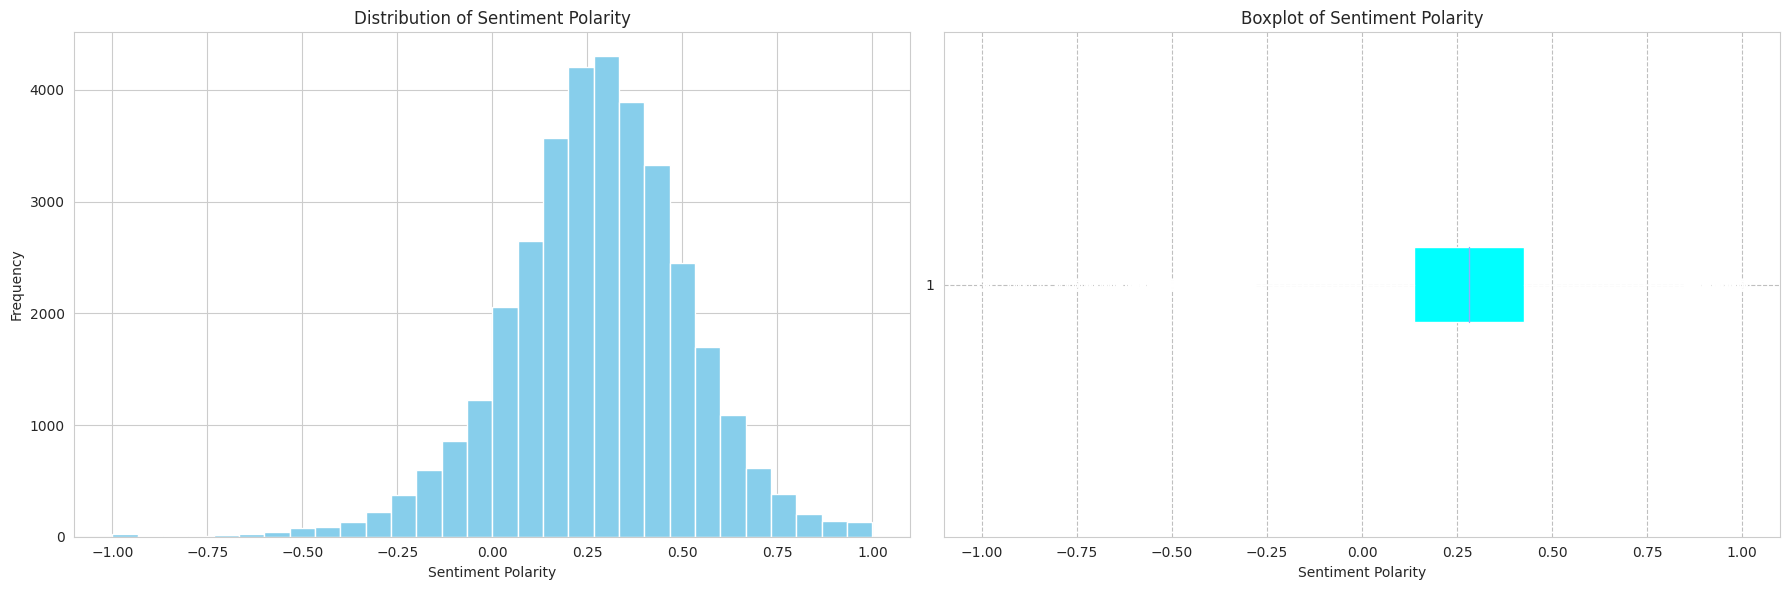 Distribution of Sentiment Polarity
Frequency
4000
3000
2000
1000
0
−1.00 −0.75 −0.50 −0.25 0.00 0.25 0.50 0.75 1.00
Sentiment Polarity
Boxplot of Sentiment Polarity
1
−1.00 −0.75 −0.50 −0.25 0.00 0.25 0.50 0.75 1.00
Sentiment Polarity